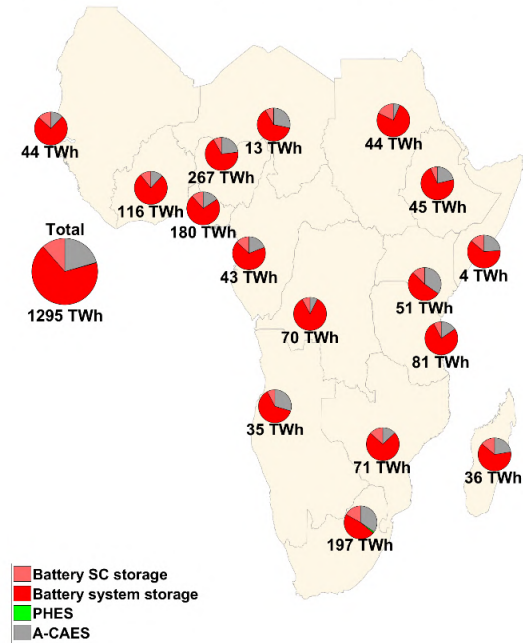 13 TWh
44 TWh
44 TWh
267 TWh
45 TWh
116 TWh
180 TWh
Total
43 TWh
4 TWh
1295 TWh
51 TWh
70 TWh
81 TWh
35 TWh
71 TWh
36 TWh
197 TWh
Battery SC storage
Battery system storage
PHES
A-CAES